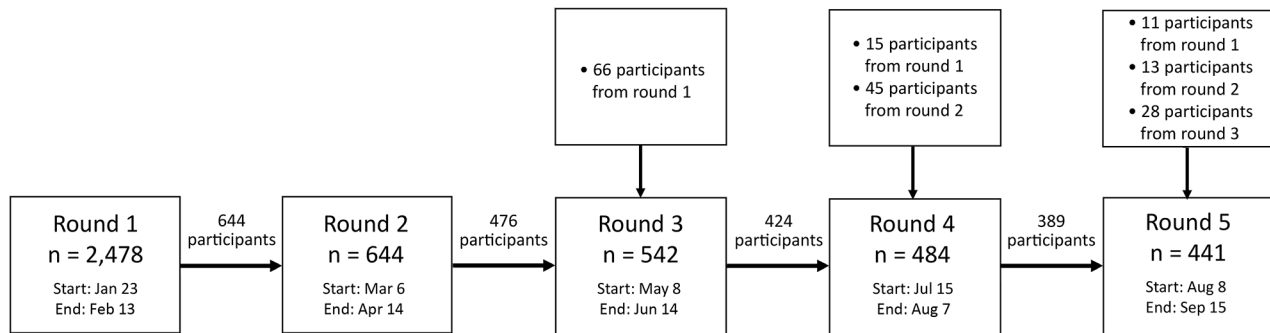 • 66 participants
from round 1
• 15 participants
from round 1
• 45 participants
from round 2
• 11 participants
from round 1
• 13 participants
from round 2
• 28 participants
from round 3
Round 1
n = 2,478
Start: Jan 23
End: Feb 13
644
participants
Round 2
n = 644
Start: Mar 6
End: Apr 14
476
participants
Round 3
n = 542
Start: May 8
End: Jun 14
424
participants
Round 4
n = 484
Start: Jul 15
End: Aug 7
389
participants
Round 5
n = 441
Start: Aug 8
End: Sep 15